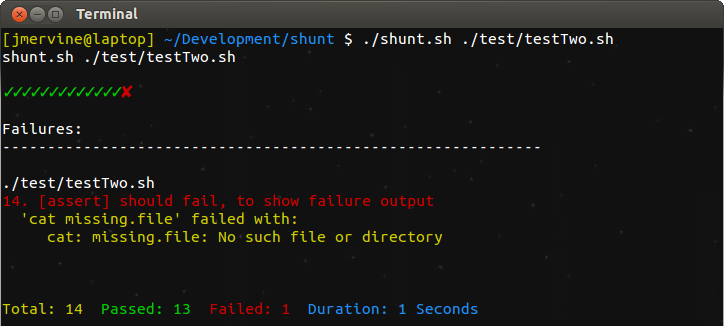 Terminal
[jmervine@laptop] ~/Development/shunt $ ./shunt.sh ./test/testTwo.sh
shunt.sh ./test/testTwo.sh
✓✓✓✓✓✓✓✓✓✓✓✓✓✘
Failures:
------------------------------------------------------------
./test/testTwo.sh
14. [assert] should fail, to show failure output
'cat missing.file' failed with:
cat: missing.file: No such file or directory
Total: 14 Passed: 13 Failed: 1 Duration: 1 Seconds